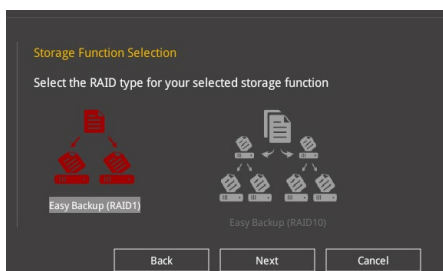 Storage Function Selection
Select the RAID type for your selected storage function
Easy Backup (RAID1)
Easy Backup (RAID10)
Back
Next
Cancel